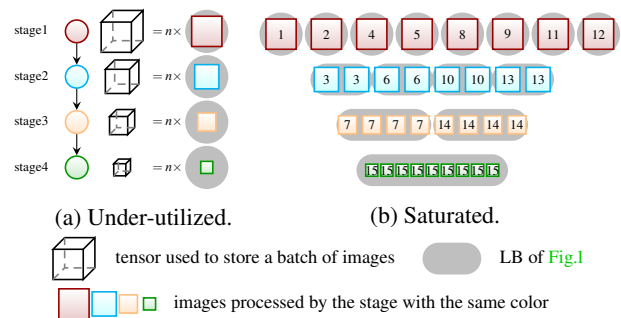 stage1 = n× 1 2 4 5 8 9 11 12
stage2 = n× 3 3 6 6 10 10 13 13
stage3 = n× 7 7 7 7 14 14 14 14
stage4 = n× 15 15 15 15 15 15 15 15
(a) Under-utilized. (b) Saturated.
tensor used to store a batch of images LB of Fig.1
images processed by the stage with the same color